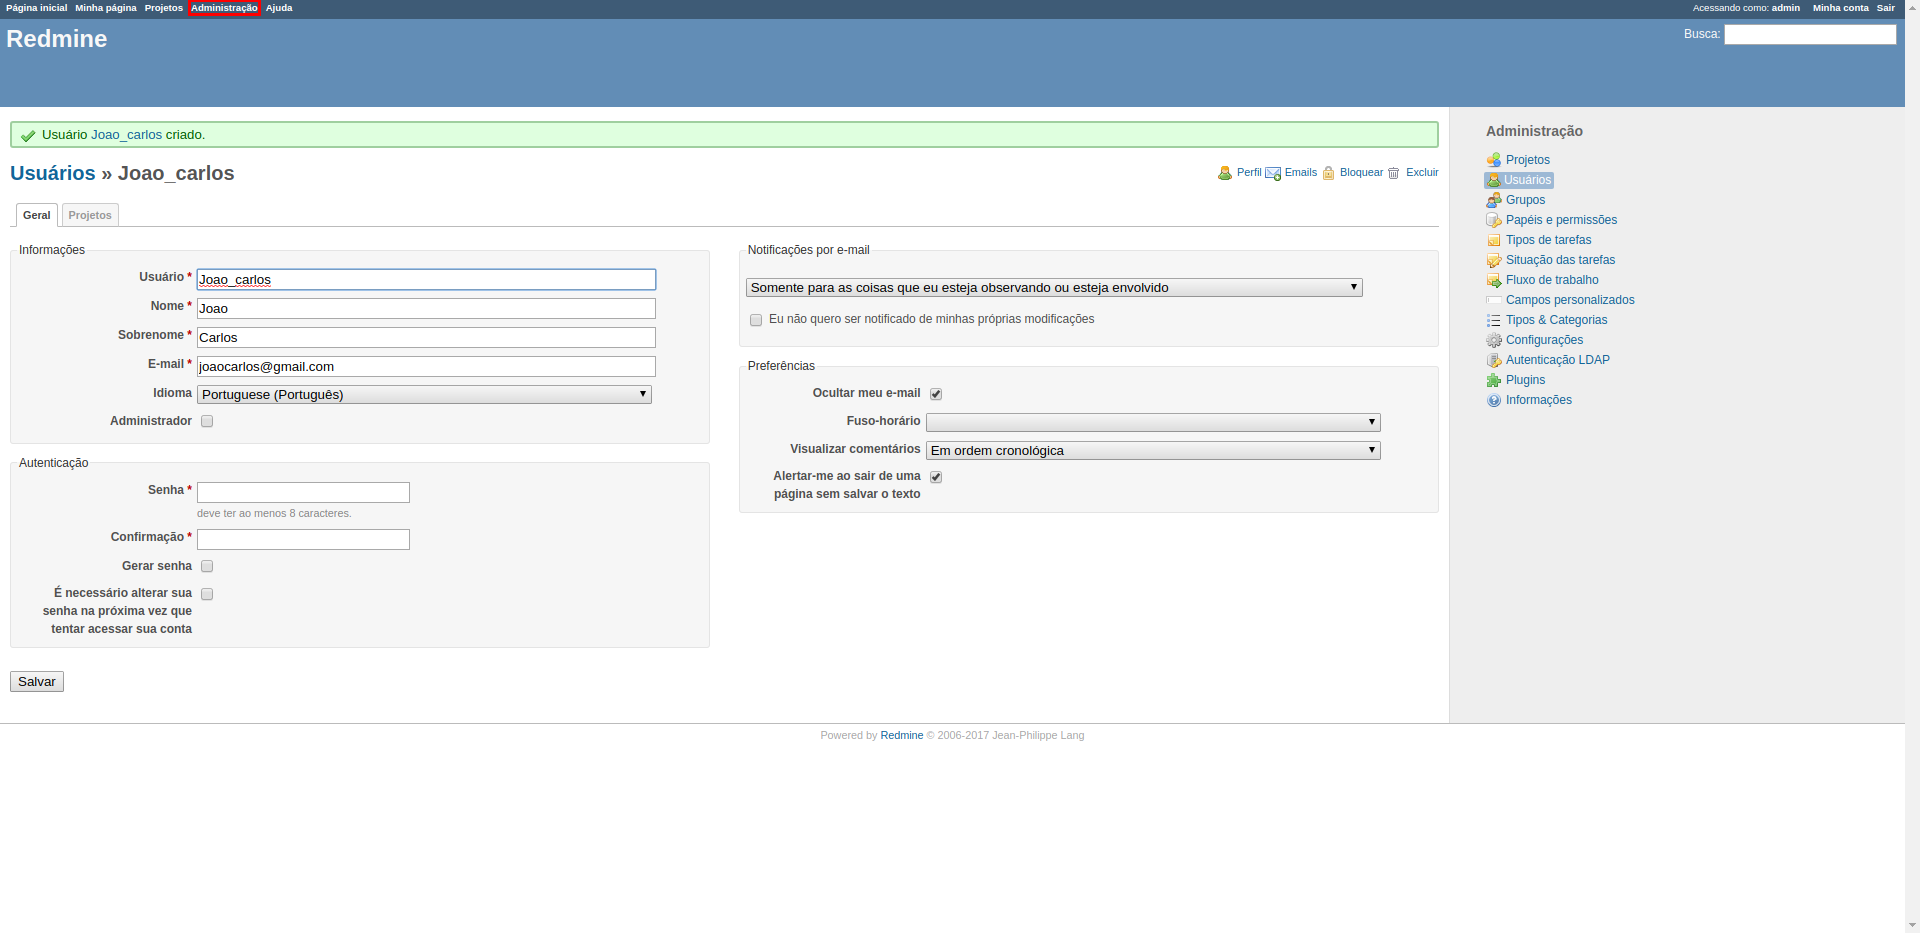 Página inicial Minha página Projetos Administração Ajuda Acessando como: admin Minha conta Sair
Redmine Busca:
Usuário Joao_carlos criado.
Usuários » Joao_carlos Perfil Emails Bloquear Excluir
Geral Projetos
Informações
Usuário * Joao_carlos
Nome * Joao
Sobrenome * Carlos
E-mail * joaocarlos@gmail.com
Idioma Portuguese (Português)
Administrador
Autenticação
Senha *
deve ter ao menos 8 caracteres.
Confirmação *
Gerar senha
É necessário alterar sua
senha na próxima vez que
tentar acessar sua conta
Salvar
Notificações por e-mail
Somente para as coisas que eu esteja observando ou esteja envolvido
Eu não quero ser notificado de minhas próprias modificações
Preferências
Ocultar meu e-mail
Fuso-horário
Visualizar comentários Em ordem cronológica
Alertar-me ao sair de uma
página sem salvar o texto
Administração
Projetos
Usuários
Grupos
Papéis e permissões
Tipos de tarefas
Situação das tarefas
Fluxo de trabalho
Campos personalizados
Tipos & Categorias
Configurações
Autenticação LDAP
Plugins
Informações
Powered by Redmine © 2006-2017 Jean-Philippe Lang